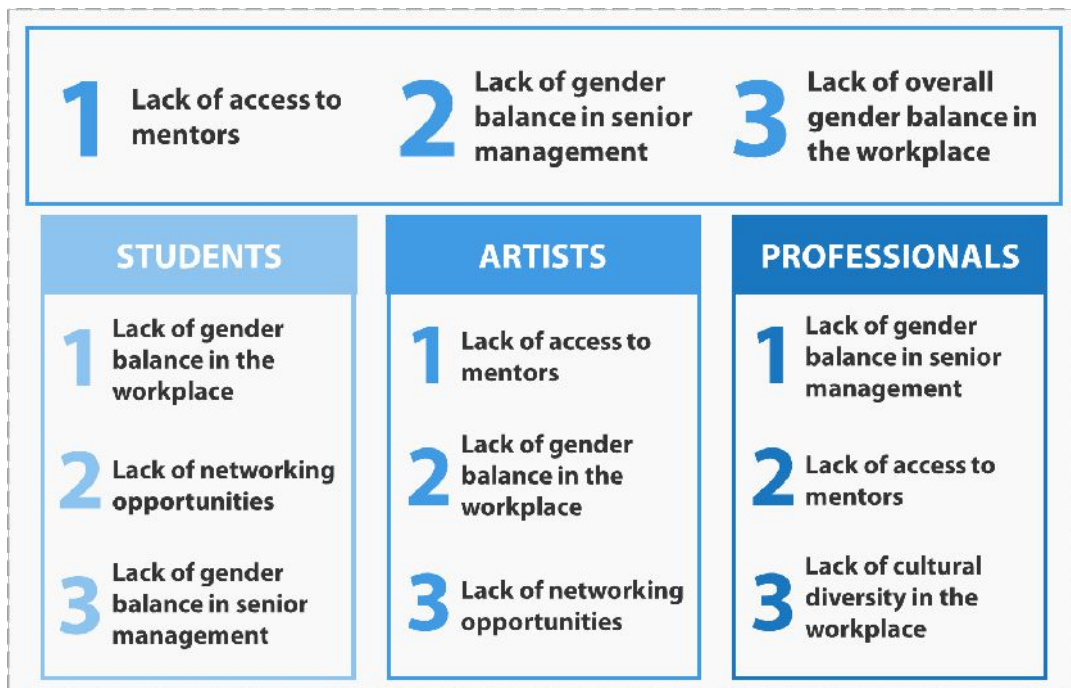 1
Lack of access to
mentors
2
Lack of gender
balance in senior
management
3
Lack of overall
gender balance in
the workplace
STUDENTS
1
Lack of gender
balance in the
workplace
2
Lack of networking
opportunities
3
Lack of gender
balance in senior
management
ARTISTS
1
Lack of access to
mentors
2
Lack of gender
balance in the
workplace
3
Lack of networking
opportunities
PROFESSIONALS
1
Lack of gender
balance in senior
management
2
Lack of access to
mentors
3
Lack of cultural
diversity in the
workplace